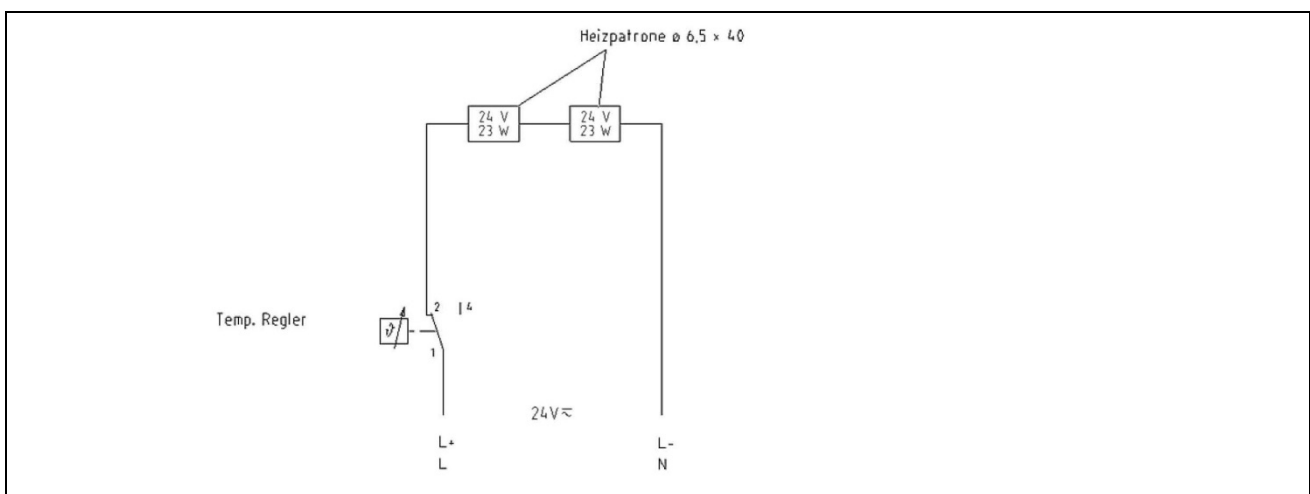 Heizpatrone ø 6,5 × 40
24 V 24 V
23 W 23 W
2 4
Temp. Regler ϑ
1
24V ⎓~
L+ L-
L N